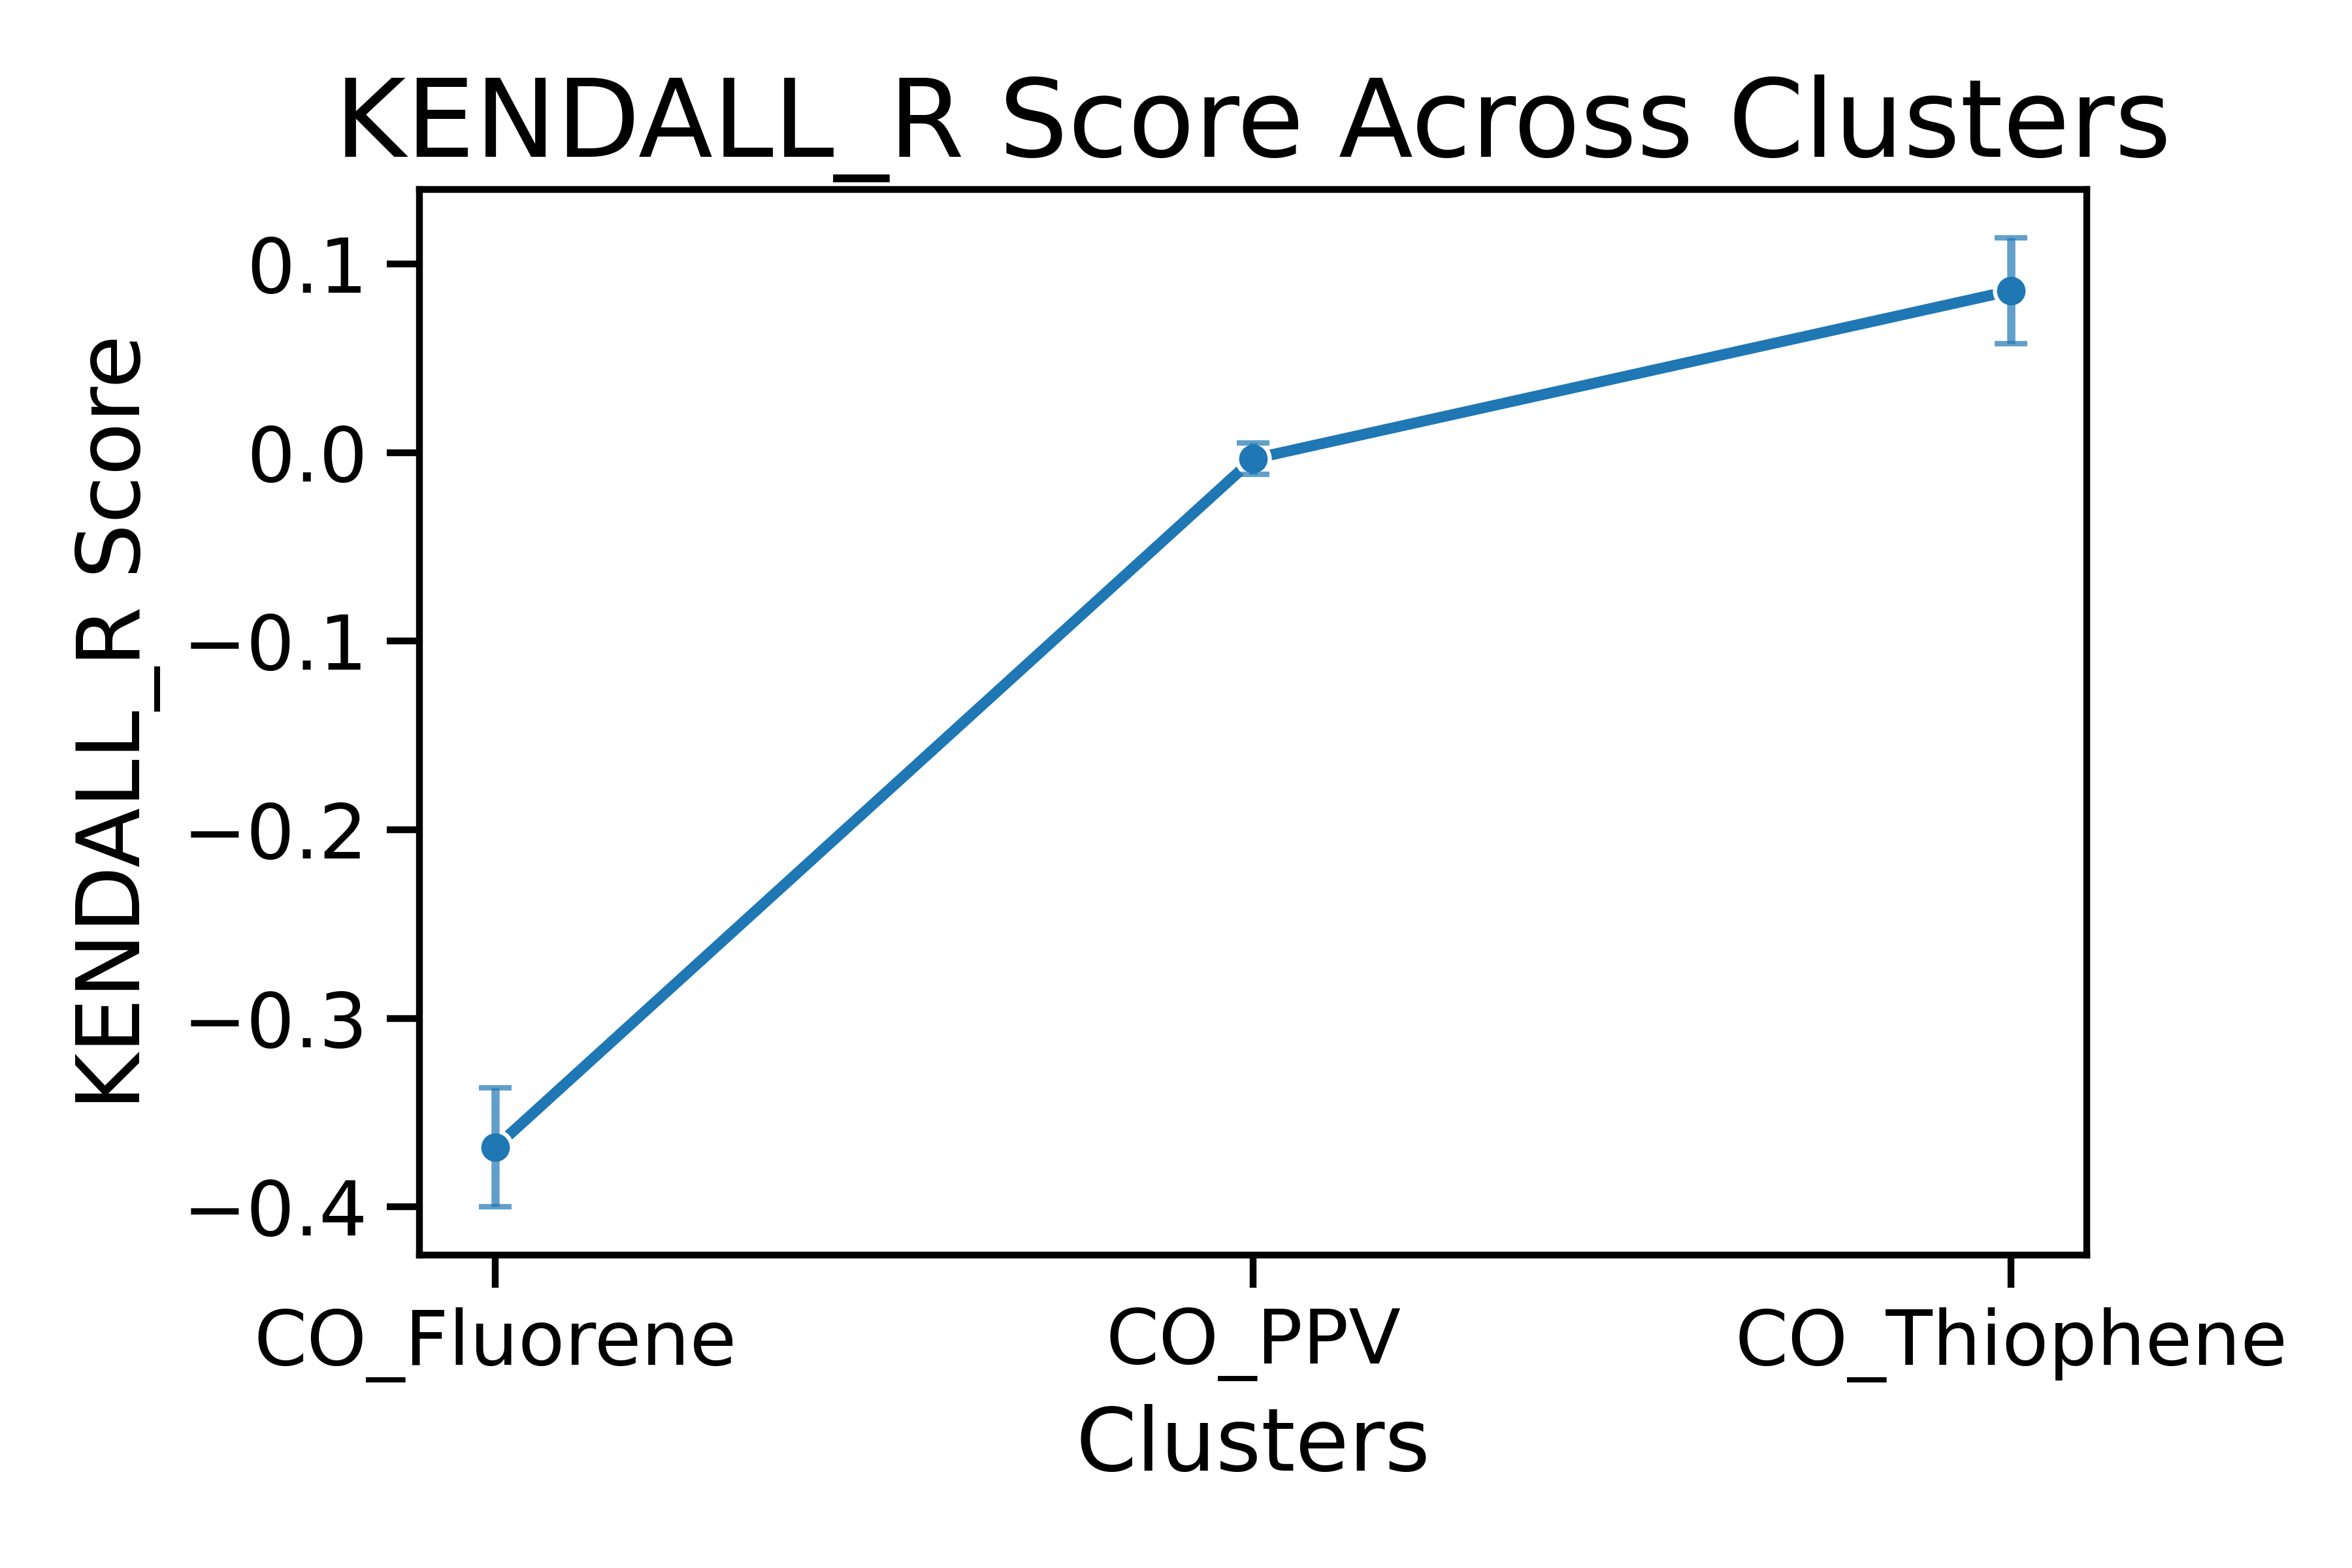 KENDALL_R Score Across Clusters
KENDALL_R Score
0.1
0.0
−0.1
−0.2
−0.3
−0.4
CO_Fluorene
CO_PPV
CO_Thiophene
Clusters